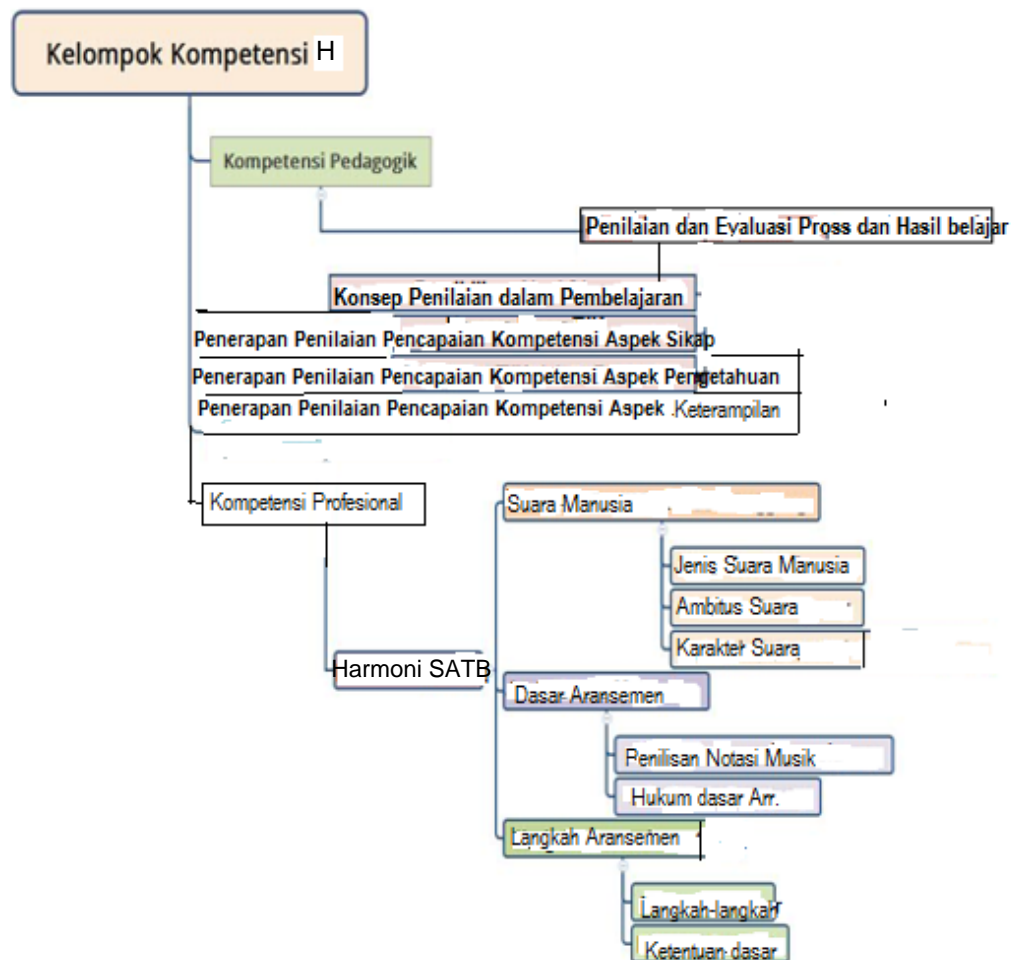 Kelompok Kompetensi H
Kompetensi Pedagogik
Penilaian dan Evaluasi Pross dan Hasil belajar
Konsep Penilaian dalam Pembelajaran
Penerapan Penilaian Pencapaian Kompetensi Aspek Sikap
Penerapan Penilaian Pencapaian Kompetensi Aspek Pengetahuan
Penerapan Penilaian Pencapaian Kompetensi Aspek .Keterampilan
Kompetensi Profesional
Suara Manusia
Jenis Suara Manusia
Ambitus Suara
Karakter Suara
Harmoni SATB
Dasar Aransemen
Penilisan Notasi Musik
Hukum dasar Arr.
Langkah Aransemen
Langkah-langkah
Ketentuan dasar